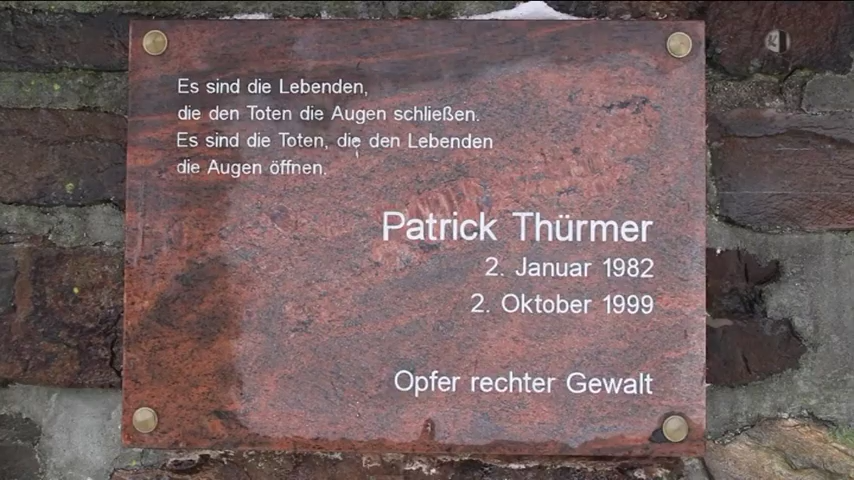 Es sind die Lebenden,
die den Toten die Augen schließen.
Es sind die Toten, die den Lebenden
die Augen öffnen.
Patrick Thürmer
2. Januar 1982
2. Oktober 1999
Opfer rechter Gewalt